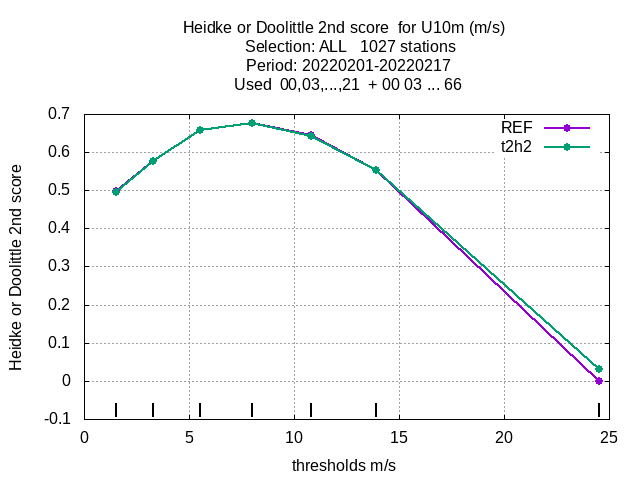 Heidke or Doolittle 2nd score  for U10m (m/s)
Selection: ALL   1027 stations
Period: 20220201-20220217
Used  00,03,...,21  + 00 03 ... 66
REF
t2h2
Heidke or Doolittle 2nd score
0.7
0.6
0.5
0.4
0.3
0.2
0.1
0
-0.1
0 5 10 15 20 25
thresholds m/s